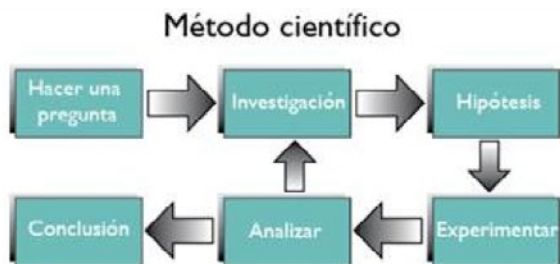 Método científico
Hacer una
pregunta
Investigación
Hipótesis
Experimentar
Analizar
Conclusión